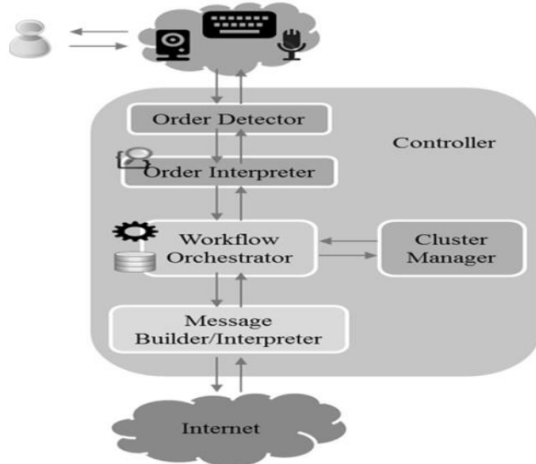 Order Detector
Controller
Order Interpreter
Workflow
Orchestrator
Cluster
Manager
Message
Builder/Interpreter
Internet